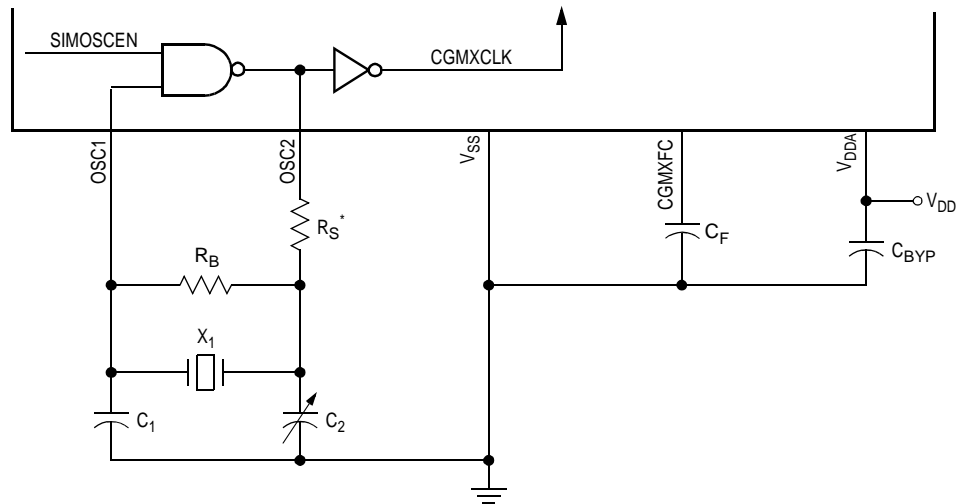 SIMOSCEN
CGMXCLK
OSC1
OSC2
VSS
CGMXFC
VDDA
VDD
RS*
CF
CBYP
RB
X1
C1
C2